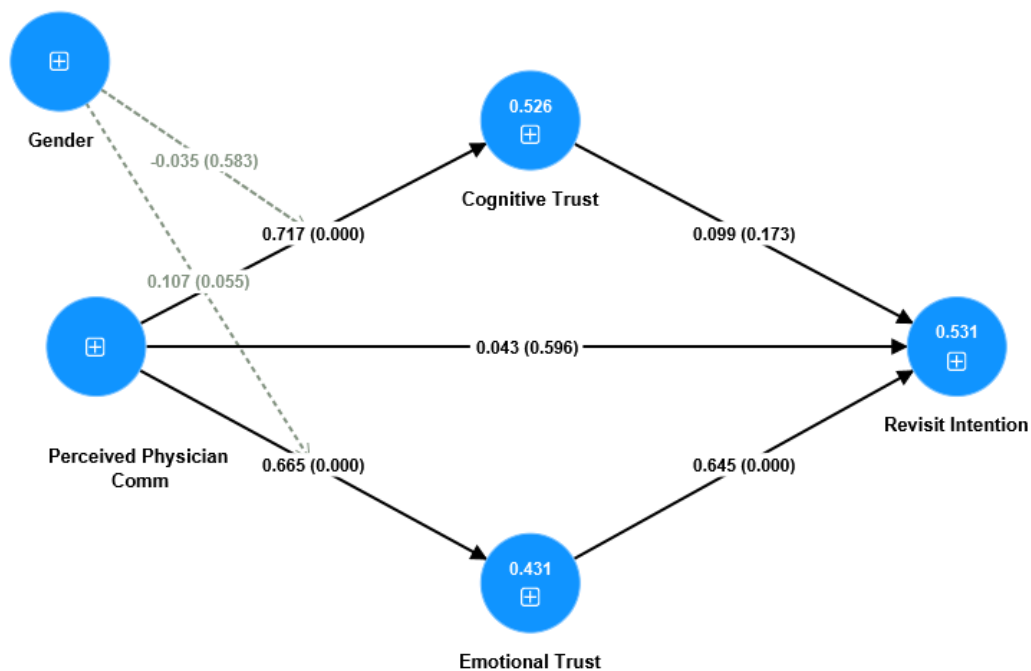 Gender
0.526
Cognitive Trust
-0.035 (0.583)
0.717 (0.000)
0.099 (0.173)
0.107 (0.055)
0.531
0.043 (0.596)
Revisit Intention
Perceived Physician
Comm
0.665 (0.000)
0.645 (0.000)
0.431
Emotional Trust